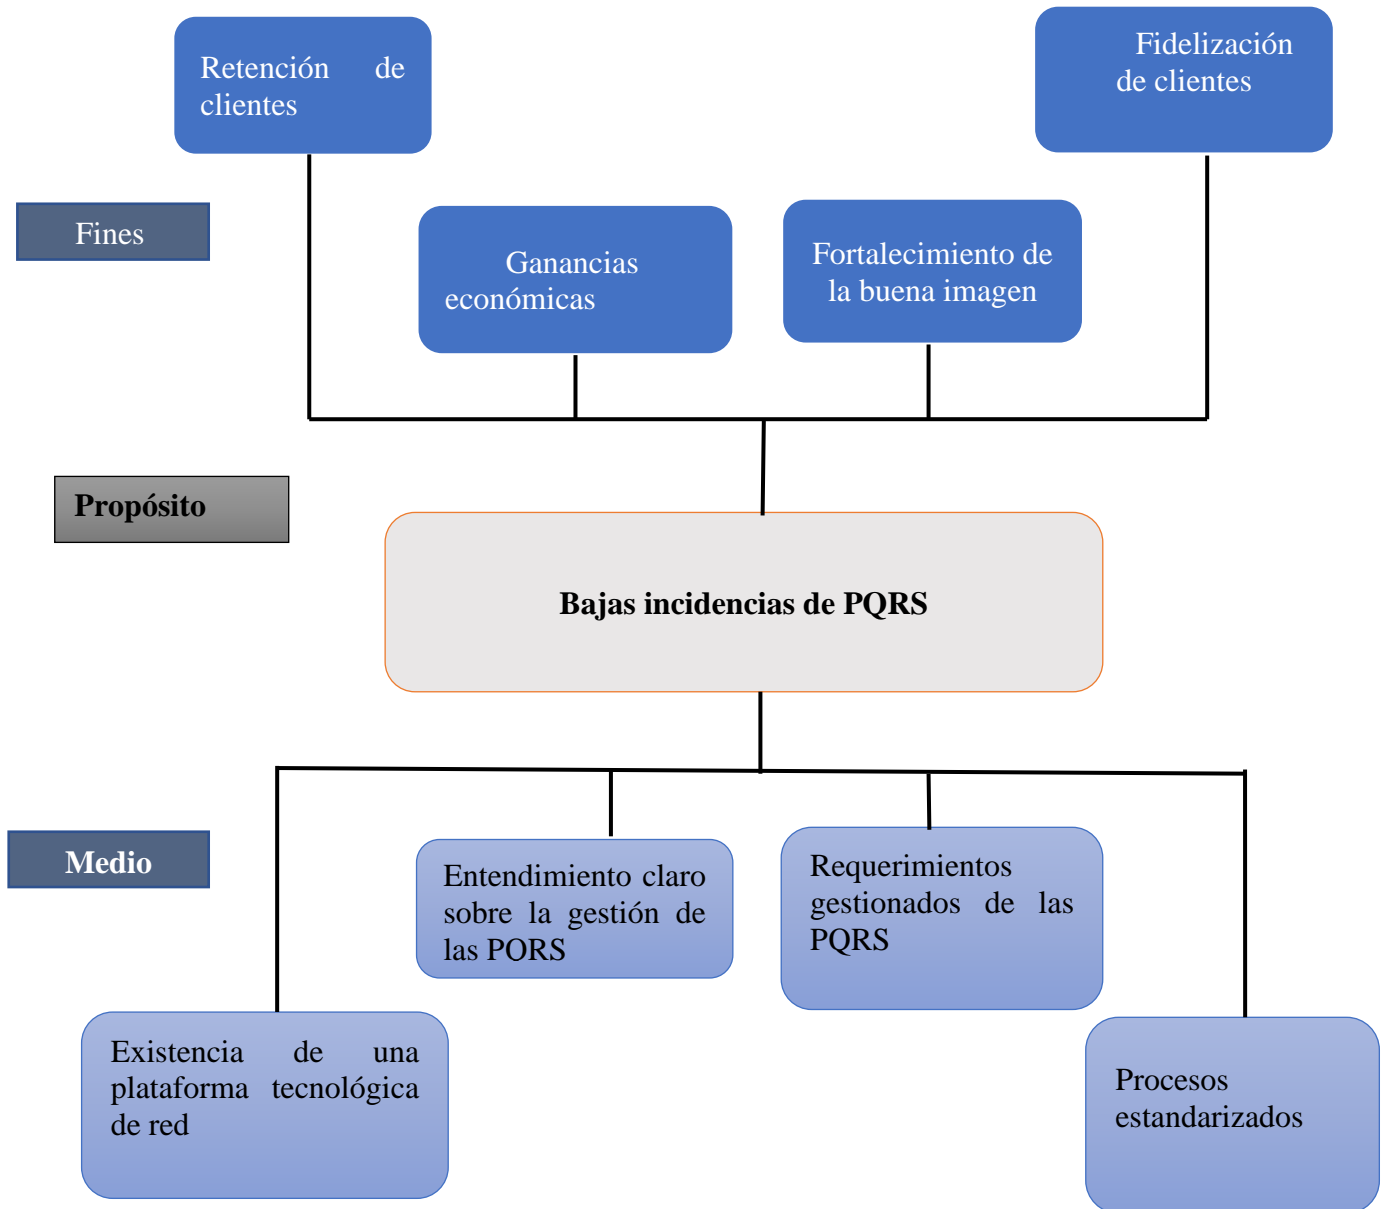 Retención de
clientes
Fidelización
de clientes
Fines
Ganancias
económicas
Fortalecimiento de
la buena imagen
Propósito
Bajas incidencias de PQRS
Medio
Entendimiento claro
sobre la gestión de
las PQRS
Requerimientos
gestionados de las
PQRS
Existencia de una
plataforma tecnológica
de red
Procesos
estandarizados